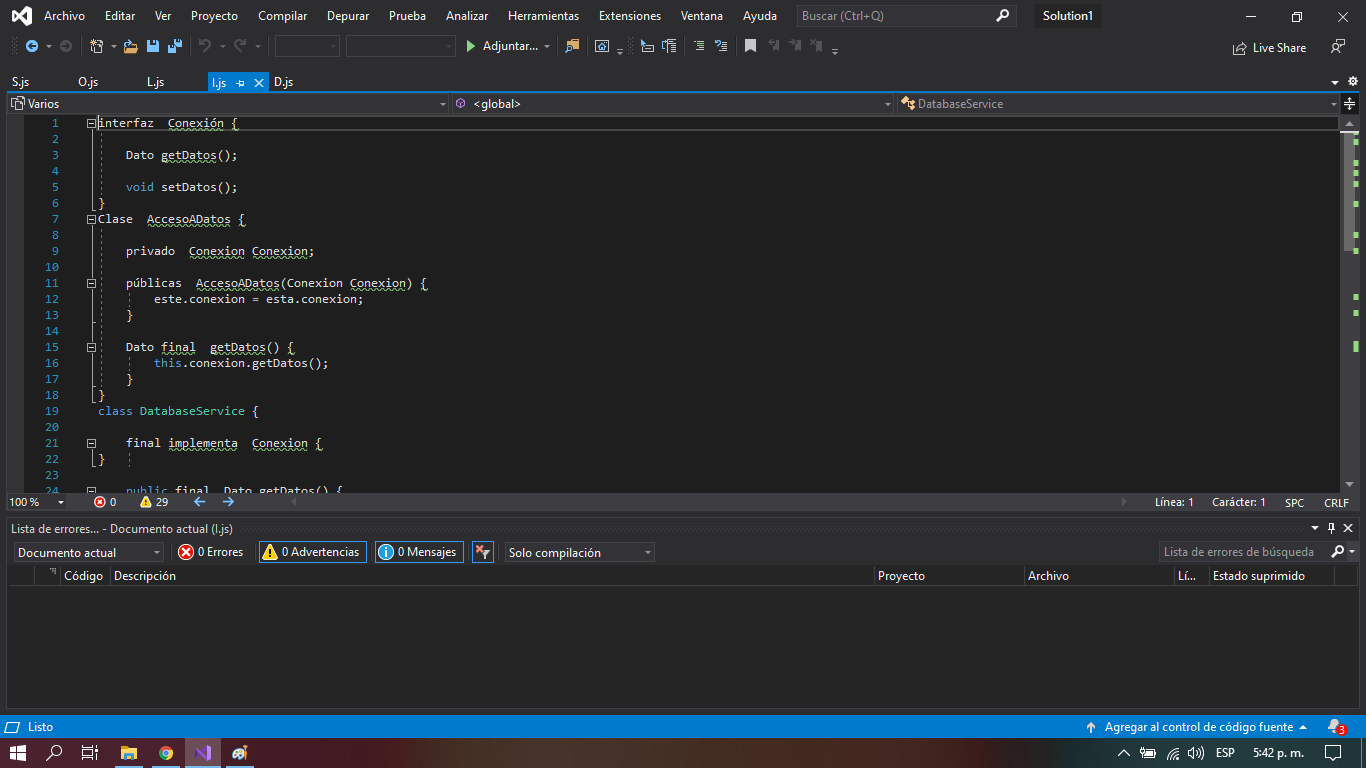 Archivo Editar Ver Proyecto Compilar Depurar Prueba Analizar Herramientas Extensiones Ventana Ayuda Buscar (Ctrl+Q) Solution1
Adjuntar... Live Share
S.js O.js L.js I.js D.js
Varios <global> DatabaseService
1 interfaz  Conexión {
2
3 Dato getDatos();
4
5 void setDatos();
6 }
7 Clase  AccesoADatos {
8
9 privado  Conexion Conexion;
10
11 públicas  AccesoADatos(Conexion Conexion) {
12 este.conexion = esta.conexion;
13 }
14
15 Dato final  getDatos() {
16 this.conexion.getDatos();
17 }
18 }
19 class DatabaseService {
20
21 final implementa  Conexion {
22 }
23
24 public final  Dato getDatos() {
100 % 0 29 Línea: 1 Carácter: 1 SPC CRLF
Lista de errores... - Documento actual (I.js)
Documento actual 0 Errores 0 Advertencias 0 Mensajes Solo compilación Lista de errores de búsqueda
Código Descripción Proyecto Archivo Lí... Estado suprimido
Listo Agregar al control de código fuente 3
ESP 5:42 p. m.